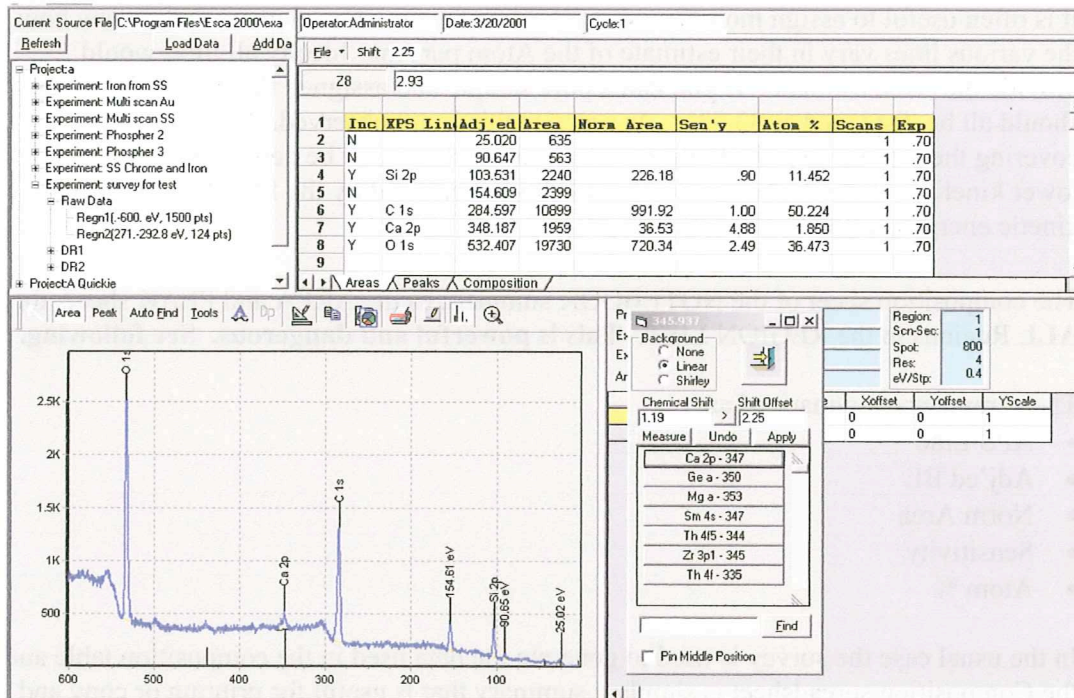 Current Source File C:\Program Files\Esca 2000\exa
Refresh Load Data Add Da
Project:a
Experiment: Iron from SS
Experiment: Multi scan Au
Experiment: Multi scan SS
Experiment: Phospher 2
Experiment: Phospher 3
Experiment: SS Chrome and Iron
Experiment: survey for test
Raw Data
Regn1(.-600. eV, 1500 pts)
Regn2(271.-292.8 eV, 124 pts)
DR1
DR2
Project:A Quickie
Operator:Administrator Date:3/20/2001 Cycle:1
File Shift 2.25
Z8 2.93
1 Inc XPS Lin Adj'ed Area Norm Area Sen'y Atom % Scans Exp
2 N 25.020 635 1 .70
3 N 90.647 563 1 .70
4 Y Si 2p 103.531 2240 226.18 .90 11.452 1 .70
5 N 154.609 2399 1 .70
6 Y C 1s 284.597 10899 991.92 1.00 50.224 1 .70
7 Y Ca 2p 348.187 1959 36.53 4.88 1.850 1 .70
8 Y O 1s 532.407 19730 720.34 2.49 36.473 1 .70
9
Areas Peaks Composition
Area Peak Auto Find Tools
O 1s
2.5K
2K
1.5K
1K
500
C 1s
Ca 2p
154.61 eV
Si 2p
90.65 eV
25.02 eV
600 500 400 300 200 100
345.937
Background
None
Linear
Shirley
Chemical Shift Shift Offset
1.19 > 2.25
Measure Undo Apply
Ca 2p - 347
Ge a - 350
Mg a - 353
Sm 4s - 347
Th 4f5 - 344
Zr 3p1 - 345
Th 4f - 335
Find
Pin Middle Position
Region: 1
Scn-Sec: 1
Spot: 800
Res: 4
eV/Stp: 0.4
Xoffset Yoffset YScale
0 0 1
0 0 1